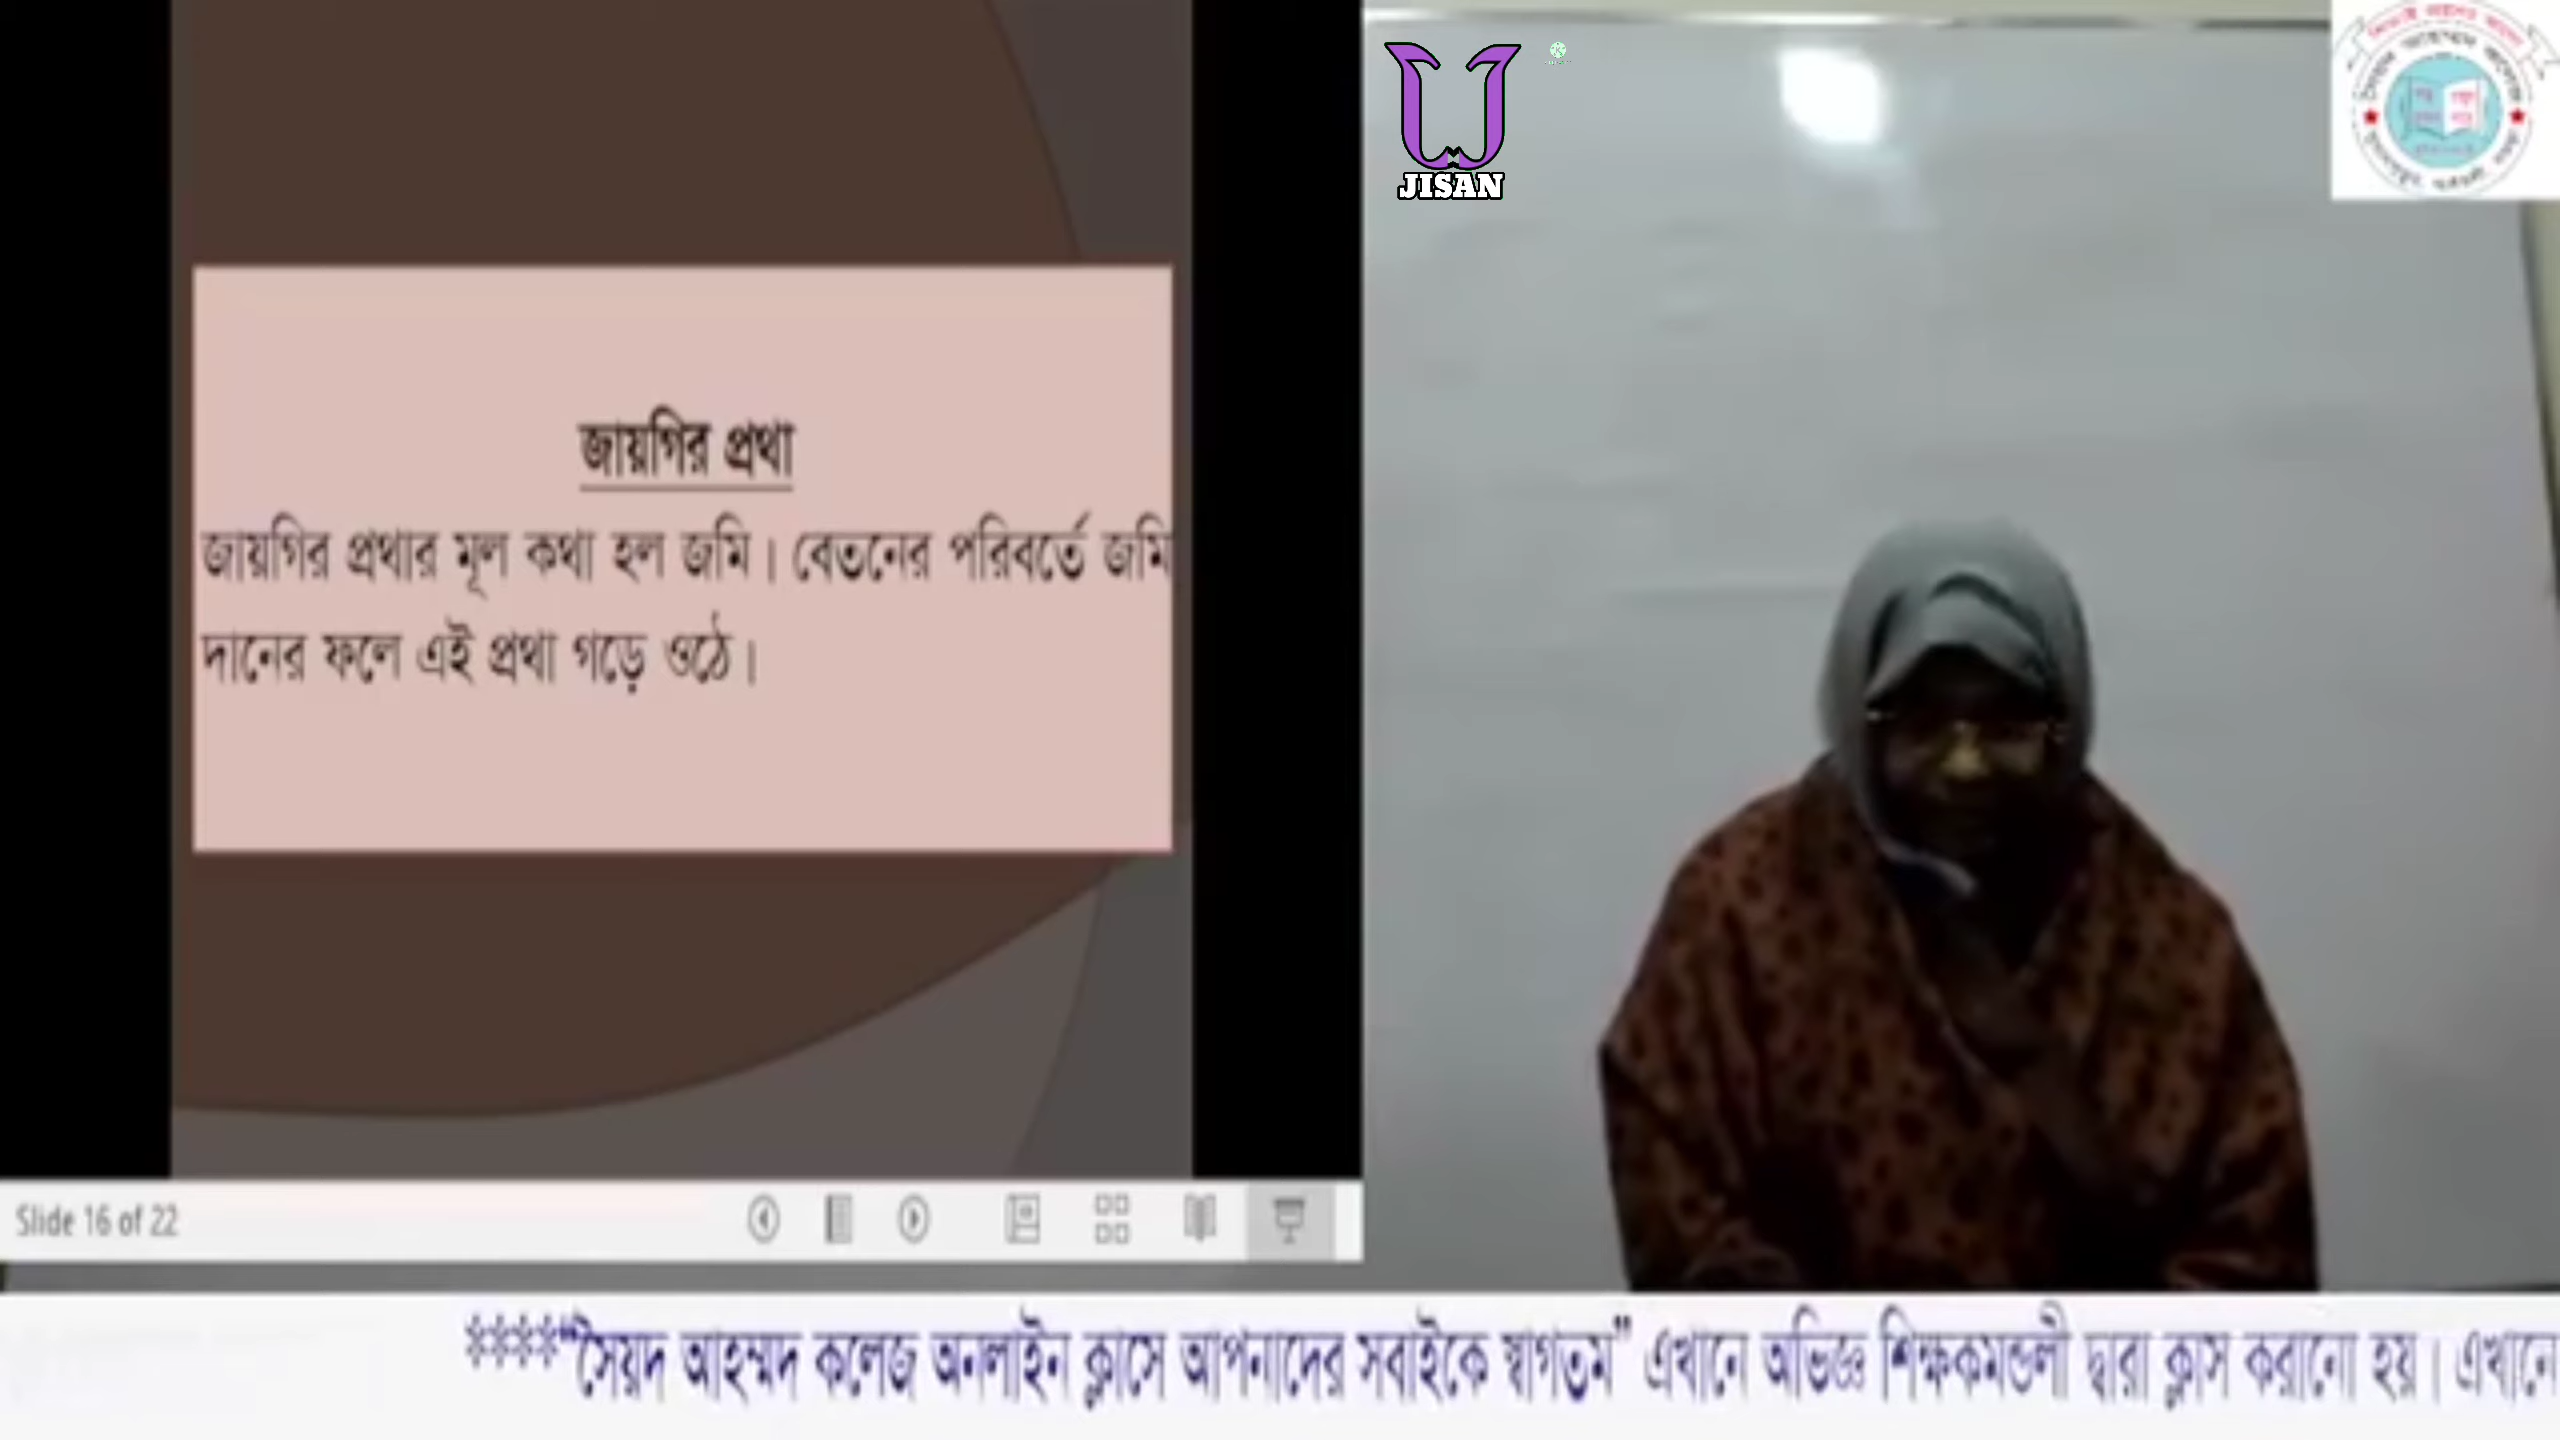 জায়গির প্রথা
জায়গির প্রথার মূল কথা হল জমি। বেতনের পরিবর্তে জমি
দানের ফলে এই প্রথা গড়ে ওঠে।
JISAN
Slide 16 of 22
****"সৈয়দ আহম্মদ কলেজ অনলাইন ক্লাসে আপনাদের সবাইকে স্বাগতম" এখানে অভিজ্ঞ শিক্ষকমন্ডলী দ্বারা ক্লাস করানো হয়। এখানে